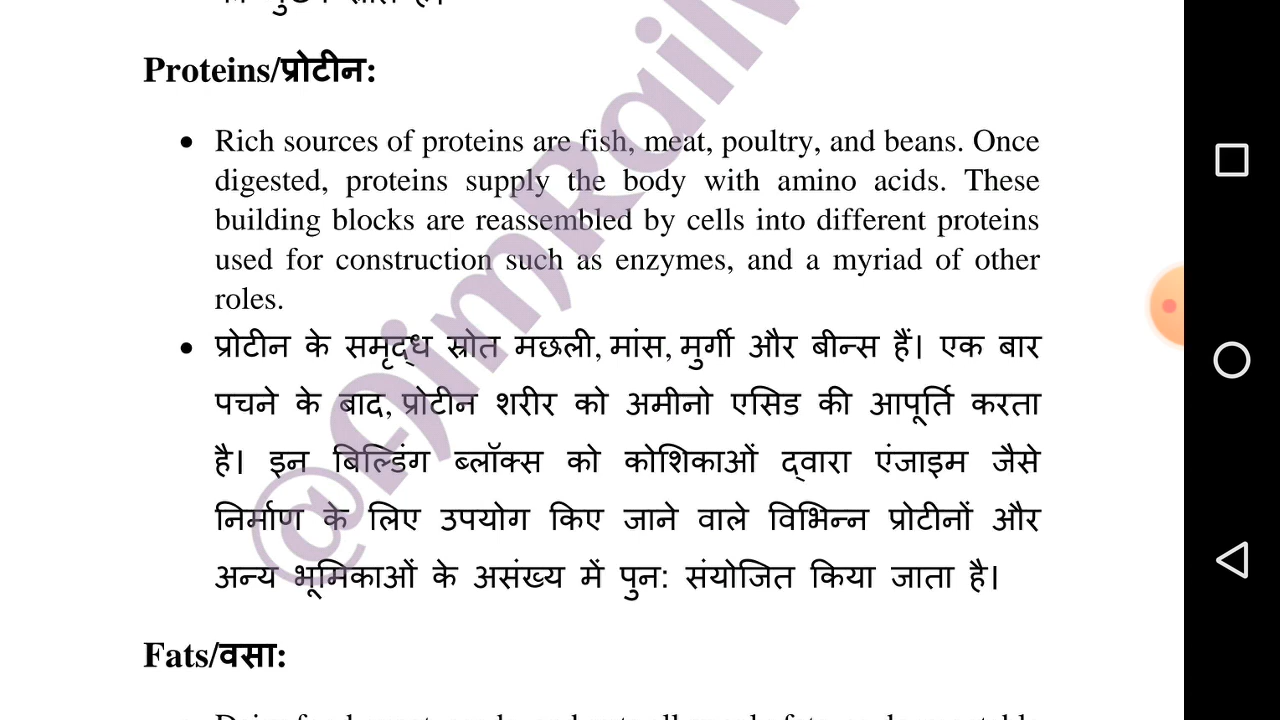 Proteins/प्रोटीन:
Rich sources of proteins are fish, meat, poultry, and beans. Once
digested, proteins supply the body with amino acids. These
building blocks are reassembled by cells into different proteins
used for construction such as enzymes, and a myriad of other
roles.
प्रोटीन के समृद्ध स्रोत मछली, मांस, मुर्गी और बीन्स हैं। एक बार
पचने के बाद, प्रोटीन शरीर को अमीनो एसिड की आपूर्ति करता
है। इन बिल्डिंग ब्लॉक्स को कोशिकाओं द्वारा एंजाइम जैसे
निर्माण के लिए उपयोग किए जाने वाले विभिन्न प्रोटीनों और
अन्य भूमिकाओं के असंख्य में पुन: संयोजित किया जाता है।
Fats/वसा: